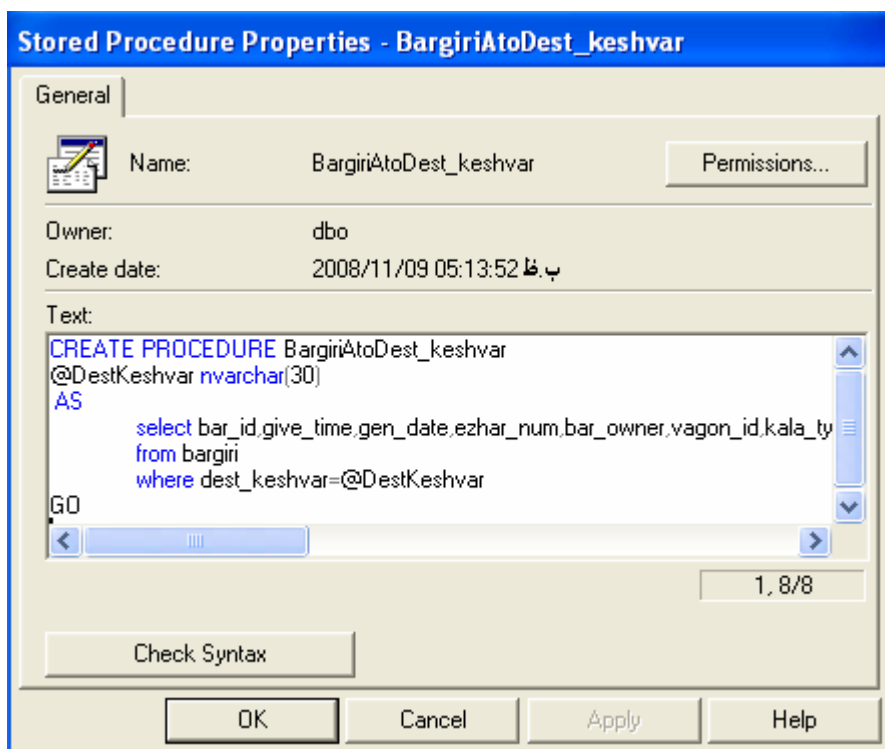 Stored Procedure Properties - BargiriAtoDest_keshvar
General
Name: BargiriAtoDest_keshvar Permissions...
Owner: dbo
Create date: 2008/11/09 05:13:52 ب.ظ
Text:
CREATE PROCEDURE BargiriAtoDest_keshvar
@DestKeshvar nvarchar(30)
AS
select bar_id,give_time,gen_date,ezhar_num,bar_owner,vagon_id,kala_ty
from bargiri
where dest_keshvar=@DestKeshvar
GO
1, 8/8
Check Syntax
OK Cancel Apply Help